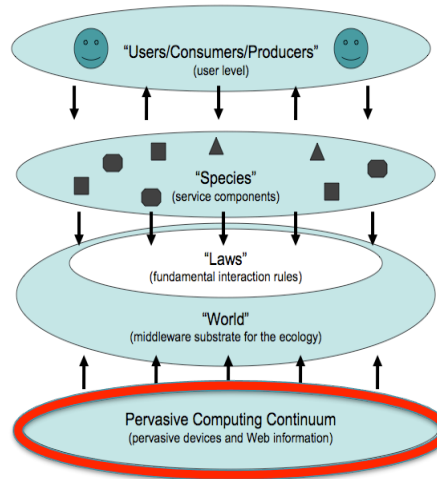 “Users/Consumers/Producers”
(user level)
“Species”
(service components)
“Laws”
(fundamental interaction rules)
“World”
(middleware substrate for the ecology)
Pervasive Computing Continuum
(pervasive devices and Web information)